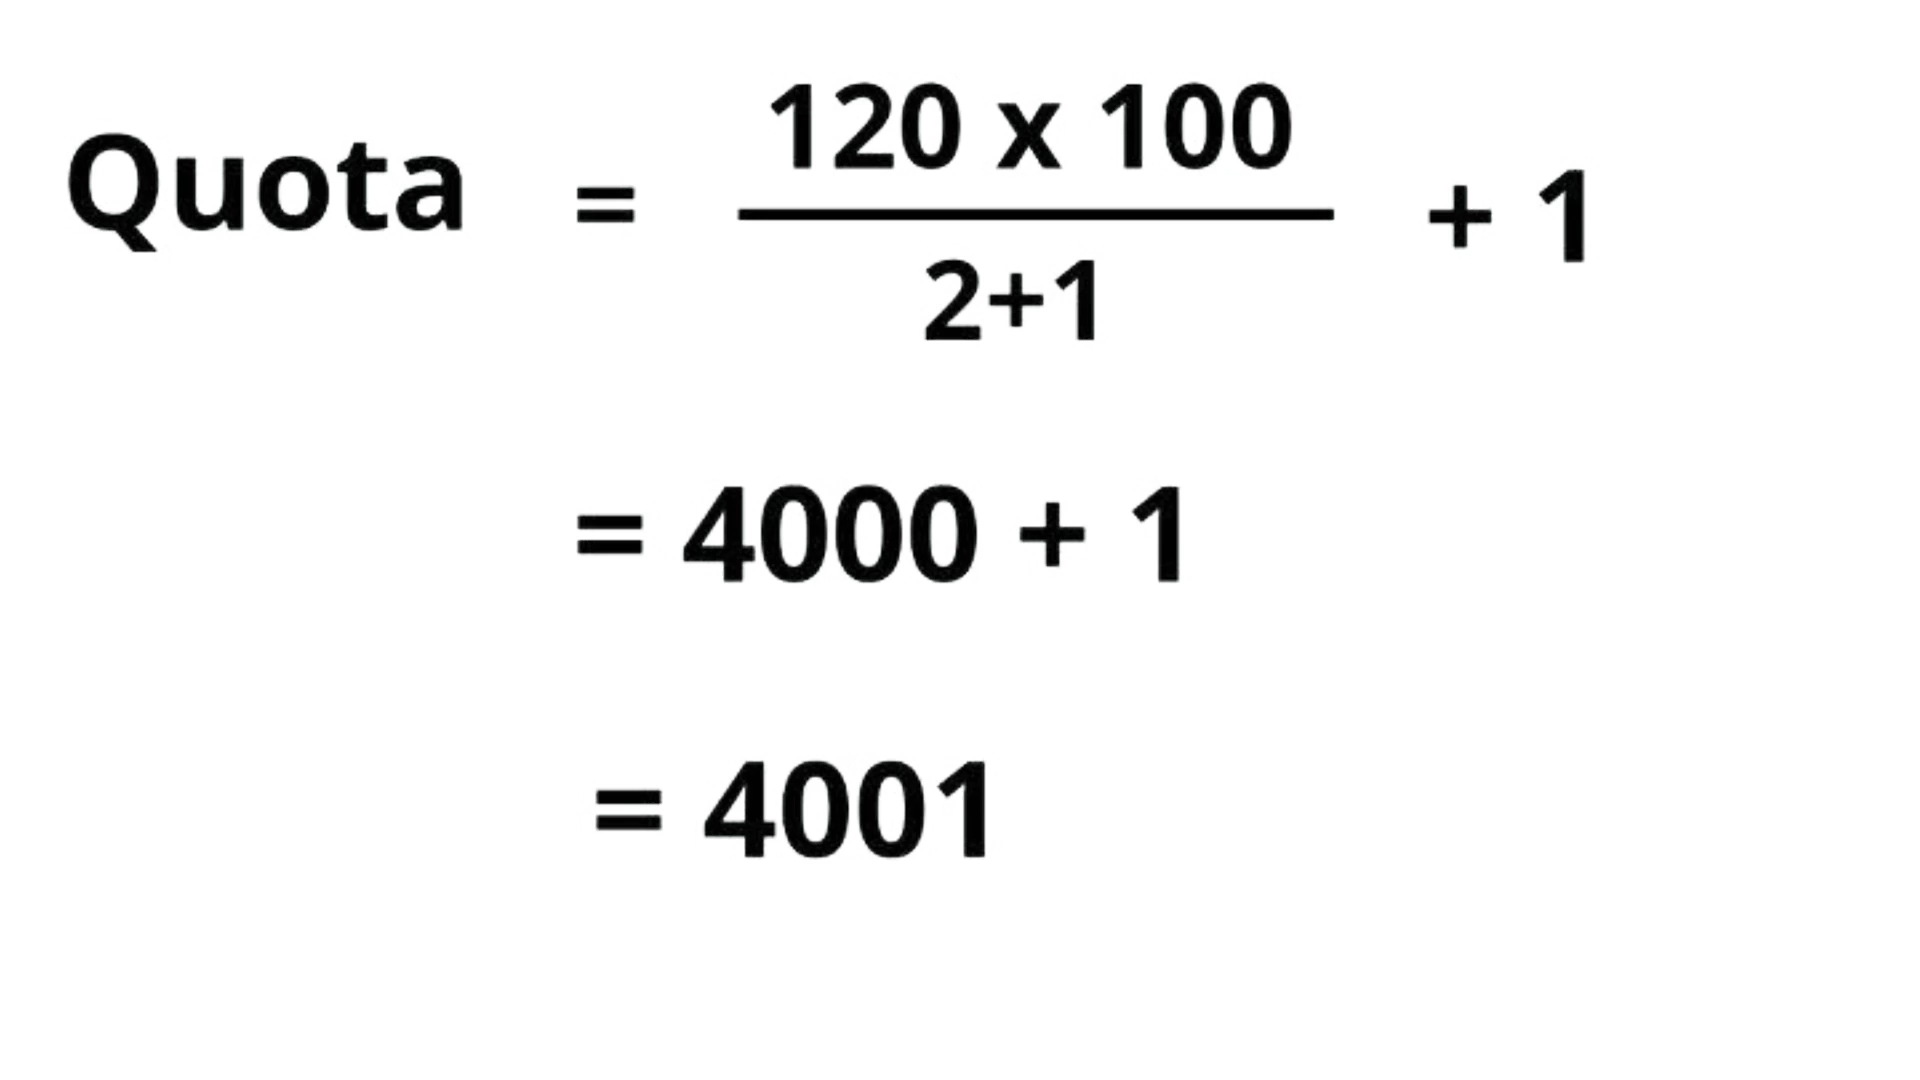 120 x 100
Quota = + 1
2+1
= 4000 + 1
= 4001